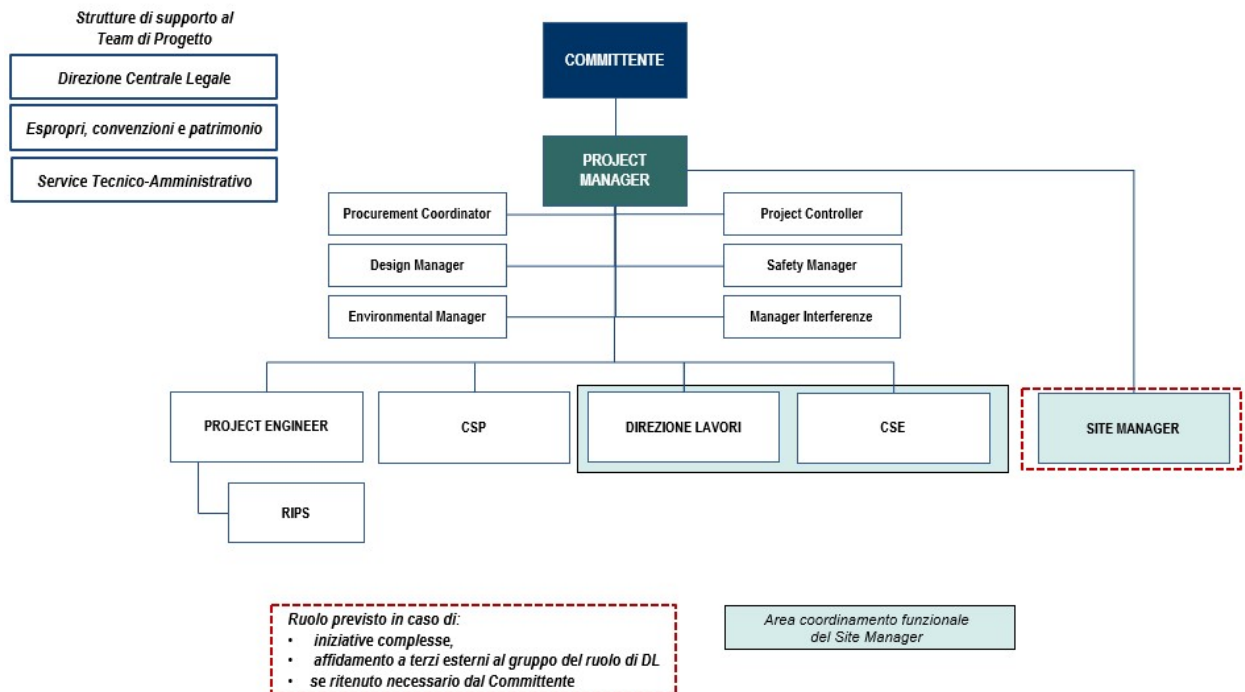 Strutture di supporto al
Team di Progetto
Direzione Centrale Legale
Espropri, convenzioni e patrimonio
Service Tecnico-Amministrativo
COMMITTENTE
PROJECT
MANAGER
Procurement Coordinator
Project Controller
Design Manager
Safety Manager
Environmental Manager
Manager Interferenze
PROJECT ENGINEER
CSP
DIREZIONE LAVORI
CSE
SITE MANAGER
RIPS
Ruolo previsto in caso di:
• iniziative complesse,
• affidamento a terzi esterni al gruppo del ruolo di DL
• se ritenuto necessario dal Committente
Area coordinamento funzionale
del Site Manager